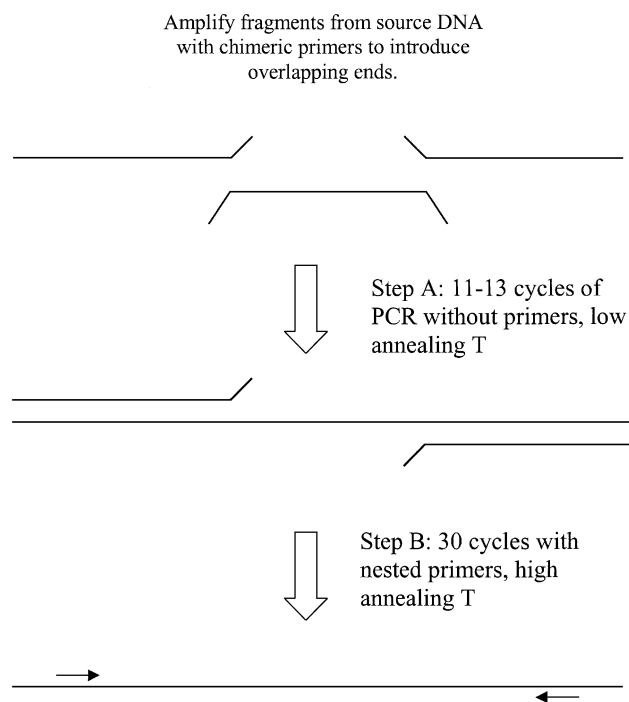 Amplify fragments from source DNA
with chimeric primers to introduce
overlapping ends.
Step A: 11-13 cycles of
PCR without primers, low
annealing T
Step B: 30 cycles with
nested primers, high
annealing T